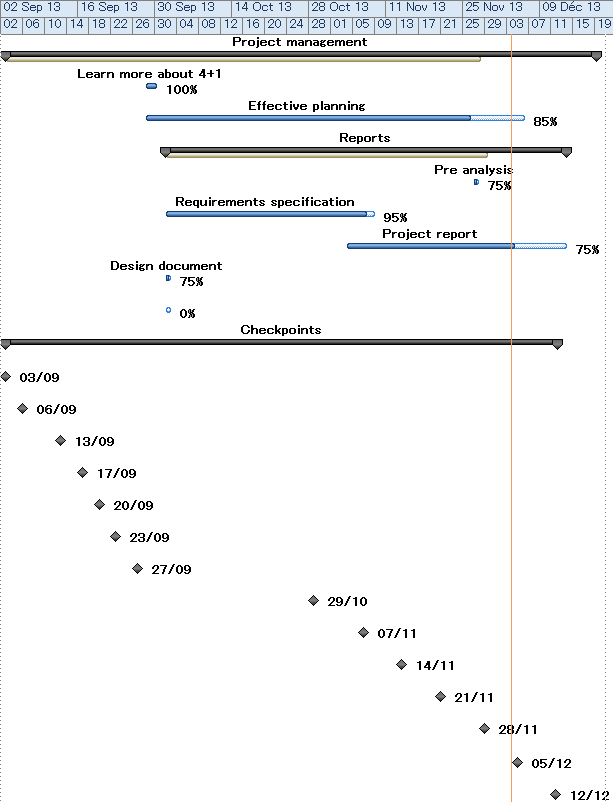 02 Sep 13 16 Sep 13 30 Sep 13 14 Oct 13 28 Oct 13 11 Nov 13 25 Nov 13 09 Déc 13
02 06 10 14 18 22 26 30 04 08 12 16 20 24 28 01 05 09 13 17 21 25 29 03 07 11 15 19
Project management
Learn more about 4+1
100%
Effective planning
85%
Reports
Pre analysis
75%
Requirements specification
95%
Project report
75%
Design document
75%
0%
Checkpoints
03/09
06/09
13/09
17/09
20/09
23/09
27/09
29/10
07/11
14/11
21/11
28/11
05/12
12/12